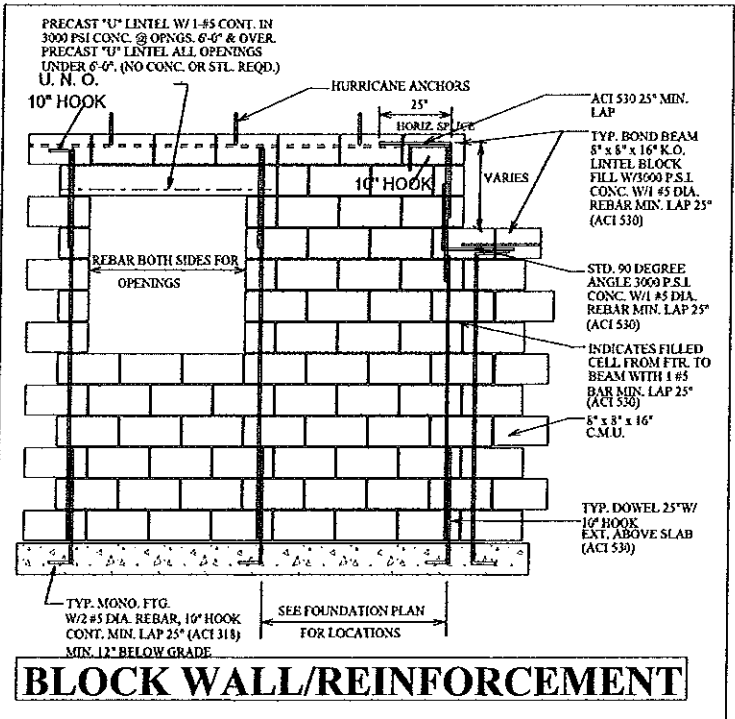 PRECAST "U" LINTEL W/ 1-#5 CONT. IN
3000 PSI CONC. @ OPNGS. 6'-0" & OVER.
PRECAST "U" LINTEL ALL OPENINGS
UNDER 6'-0". (NO CONC. OR STL. REQD.)
U. N. O.
10" HOOK
HURRICANE ANCHORS
25"
HORIZ. SPLICE
10" HOOK
VARIES
ACI 530 25" MIN.
LAP
TYP. BOND BEAM
8" x 8" x 16" K.O.
LINTEL BLOCK
FILL W/3000 P.S.I.
CONC. W/1 #5 DIA.
REBAR MIN. LAP 25"
(ACI 530)
REBAR BOTH SIDES FOR
OPENINGS
STD. 90 DEGREE
ANGLE 3000 P.S.I.
CONC. W/1 #5 DIA.
REBAR MIN. LAP 25"
(ACI 530)
INDICATES FILLED
CELL FROM FTR. TO
BEAM WITH 1 #5
BAR MIN. LAP 25"
(ACI 530)
8" x 8" x 16"
C.M.U.
TYP. DOWEL 25"W/
10" HOOK
EXT. ABOVE SLAB
(ACI 530)
TYP. MONO. FTG.
W/2 #5 DIA. REBAR, 10" HOOK
CONT. MIN. LAP 25" (ACI 318)
MIN. 12" BELOW GRADE
SEE FOUNDATION PLAN
FOR LOCATIONS
BLOCK WALL/REINFORCEMENT